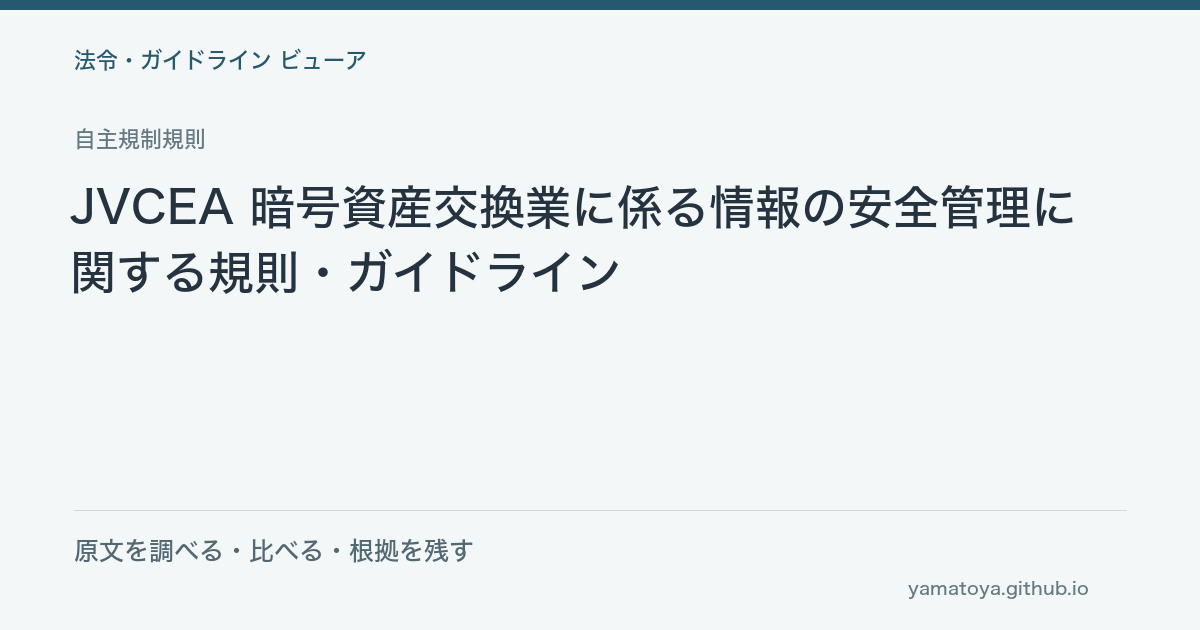 法令・ガイドライン ビューア
自主規制規則
JVCEA 暗号資産交換業に係る情報の安全管理に
関する規則・ガイドライン
原文を調べる・比べる・根拠を残す
yamatoya.github.io